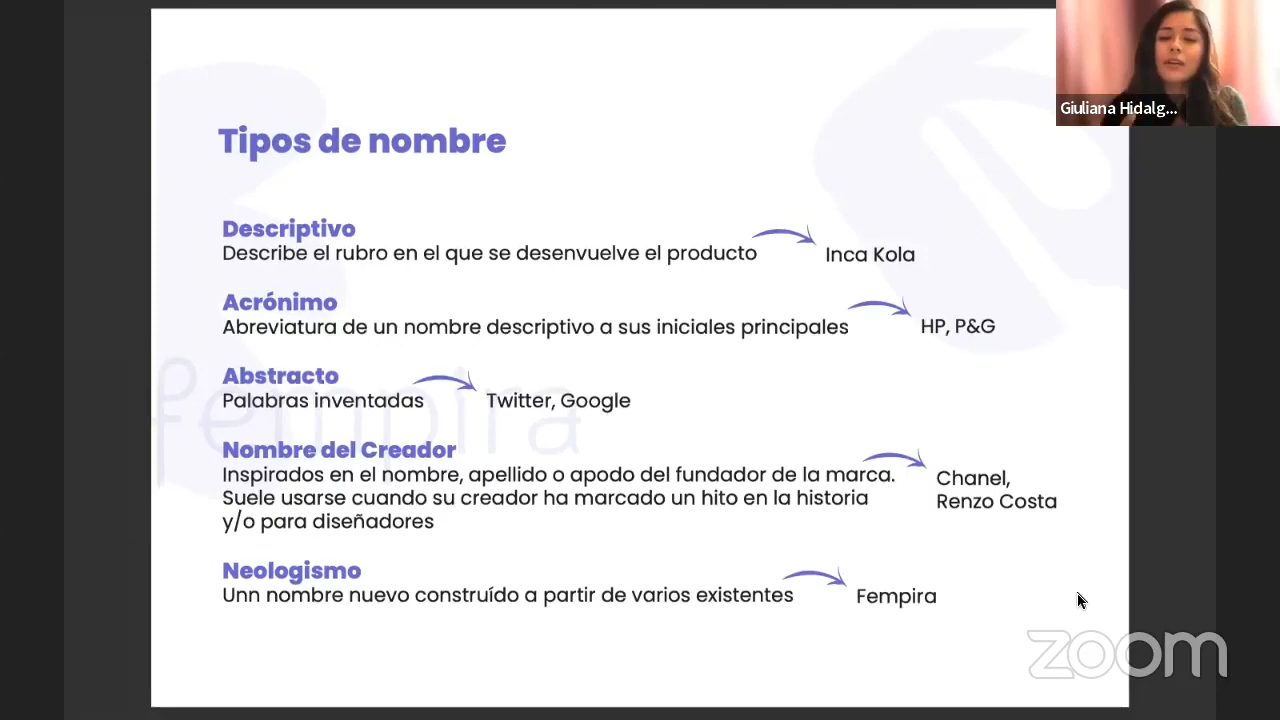 Giuliana Hidalg...
Tipos de nombre
Descriptivo
Describe el rubro en el que se desenvuelve el producto
Inca Kola
Acrónimo
Abreviatura de un nombre descriptivo a sus iniciales principales
HP, P&G
Abstracto
Palabras inventadas
Twitter, Google
Nombre del Creador
Inspirados en el nombre, apellido o apodo del fundador de la marca.
Suele usarse cuando su creador ha marcado un hito en la historia
y/o para diseñadores
Chanel,
Renzo Costa
Neologismo
Unn nombre nuevo construído a partir de varios existentes
Fempira
fempira
zoom